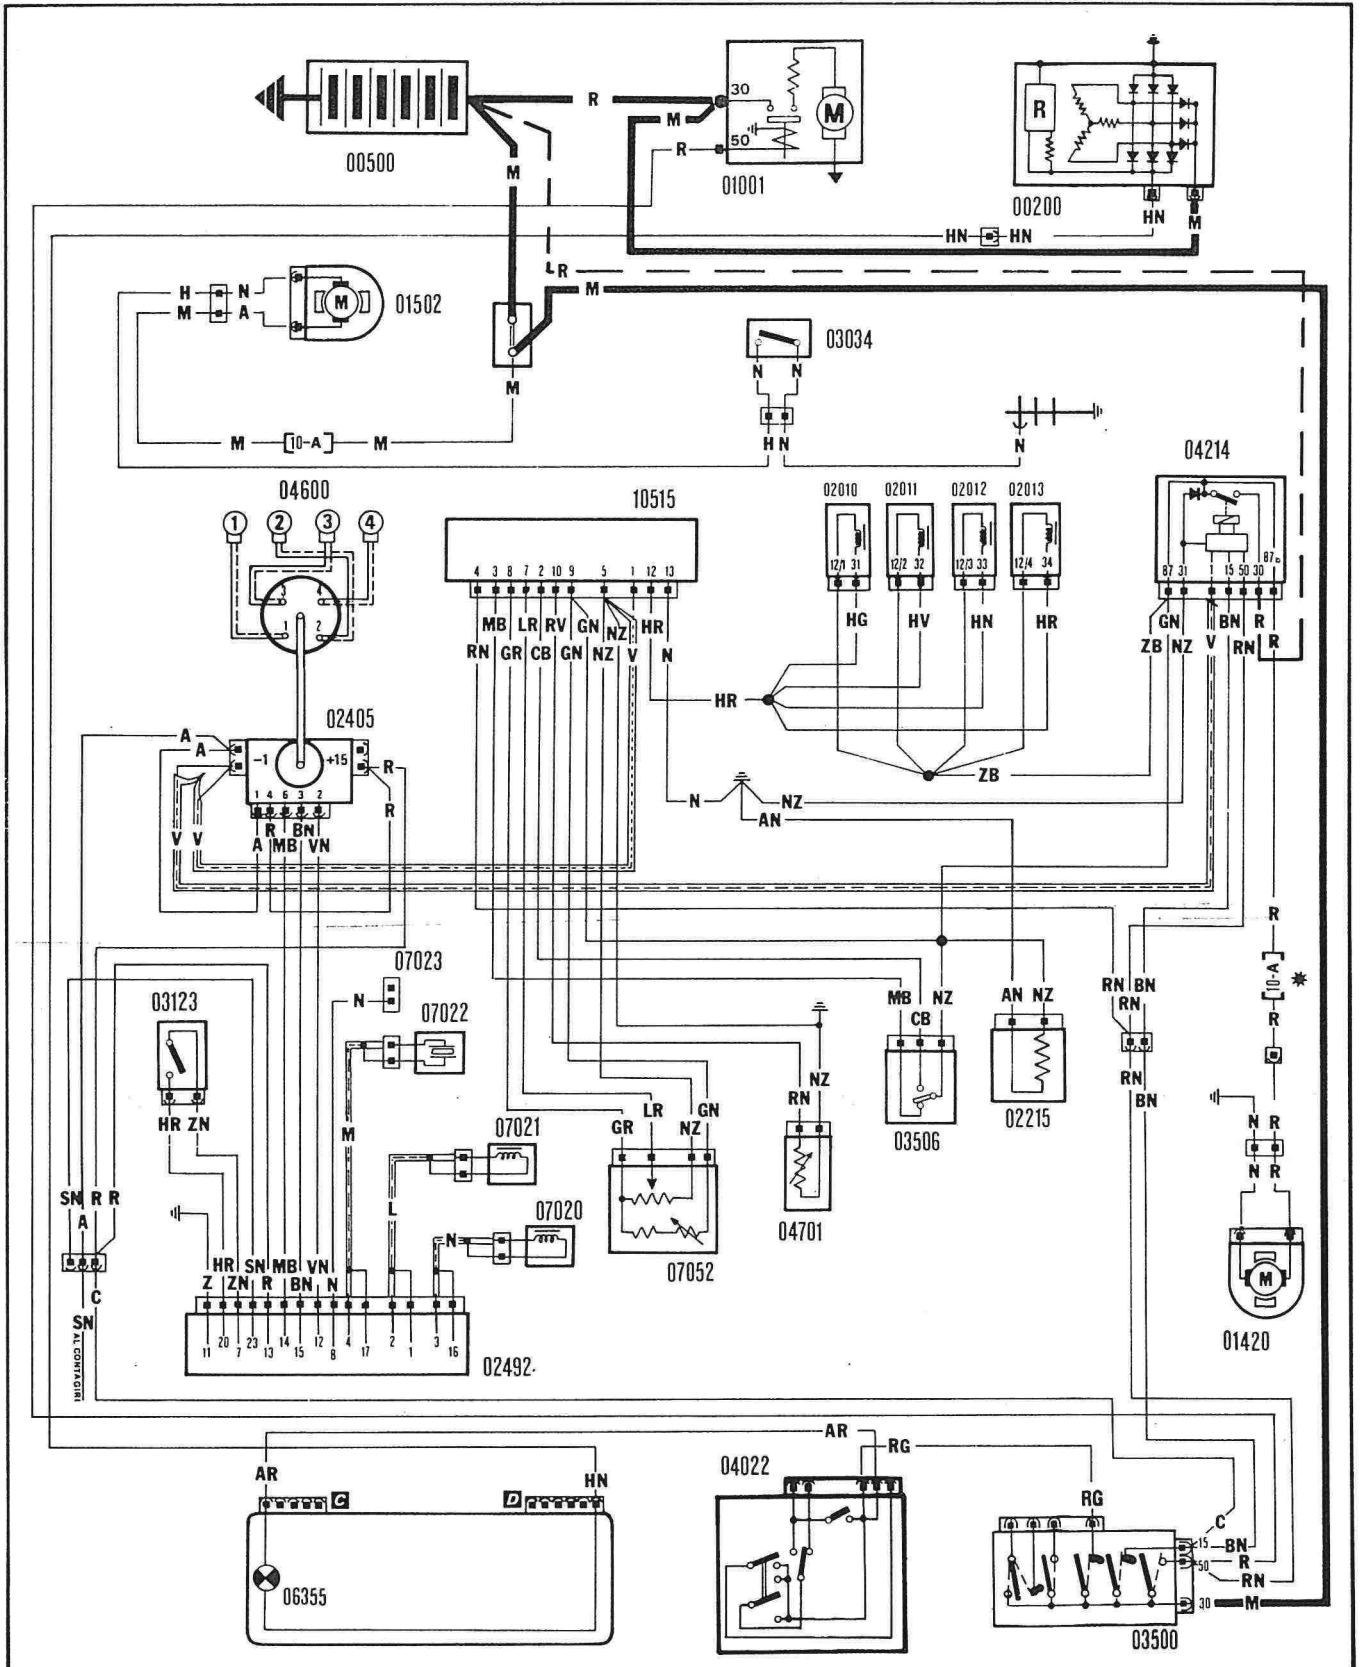 30
R
M
R
R
50
M
00500
M
01001
00200
HN
M
HN HN
R
M
H N
M A
M
01502
03034
N N
M
M 10-A M
H N
N
04600
10515
02010 02011 02012 02013
04214
1 2 3 4
12/1 31 12/2 32 12/3 33 12/4 34
4 3 8 7 2 10 9 5 1 12 13
87 31 1 15 50 30 87
3 4
1 2
MB LR RV GN NZ HR
RN GR CB GN NZ V N
HG HV HN HR
GN BN R
ZB NZ V RN R
HR
02405
A
A
-1 +15
R
ZB
1 4 6 3 2
N NZ
AN
R
R BN
V V A MB VN
R
07023
N
03123
07022
MB NZ
CB
AN NZ
RN BN
RN
10-A
R
RN
BN
HR ZN
M
07021
LR GN
GR NZ
NZ
RN
03506
02215
N R
N R
SN R R
A
L
07020
N
04701
07052
M
HR SN MB VN
Z ZN R BN N
C
SN
AL CONTAGIRI
11 20 7 23 13 14 15 12 8 4 17 2 1 3 16
02492
01420
AR
RG
04022
AR
C
D
HN
RG
C
15
BN
50
R
RN
30
M
06355
03500